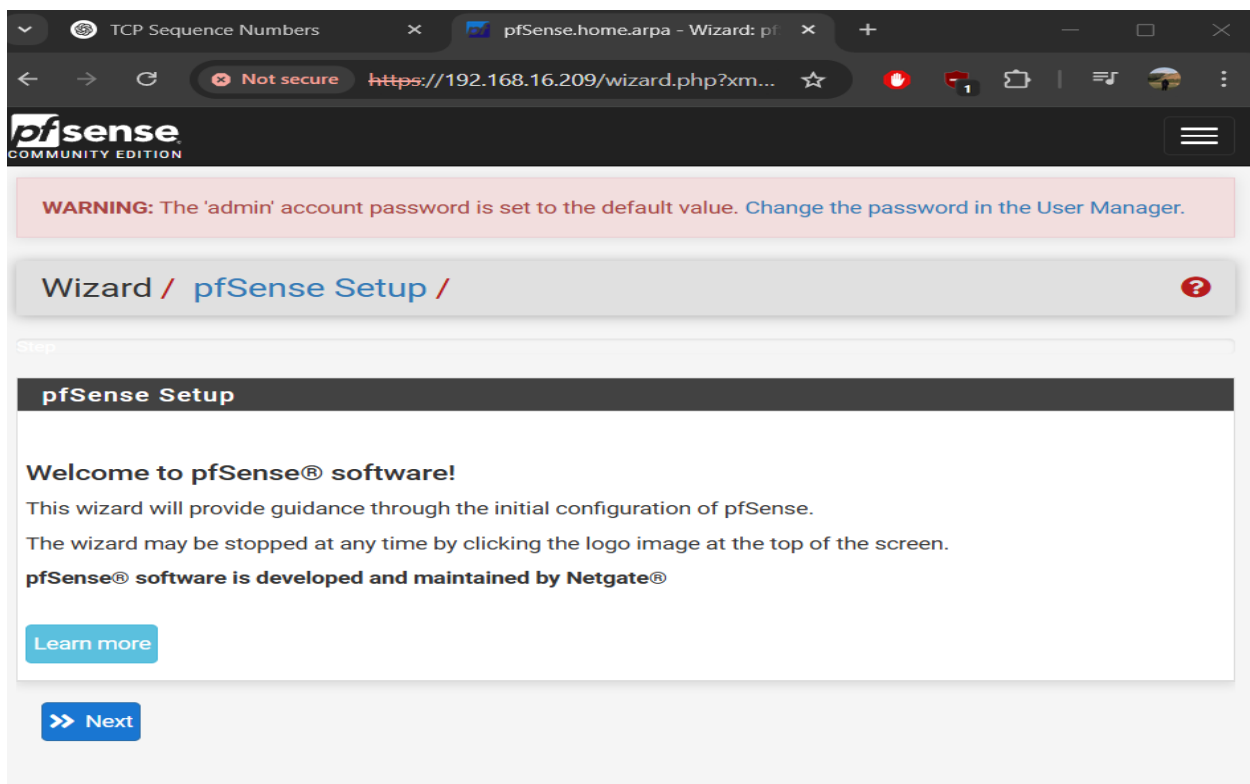 TCP Sequence Numbers
pfSense.home.arpa - Wizard: pf
Not secure https://192.168.16.209/wizard.php?xm...
1
pfsense
COMMUNITY EDITION
WARNING: The 'admin' account password is set to the default value. Change the password in the User Manager.
Wizard / pfSense Setup /
Step
pfSense Setup
Welcome to pfSense® software!
This wizard will provide guidance through the initial configuration of pfSense.
The wizard may be stopped at any time by clicking the logo image at the top of the screen.
pfSense® software is developed and maintained by Netgate®
Learn more
Next